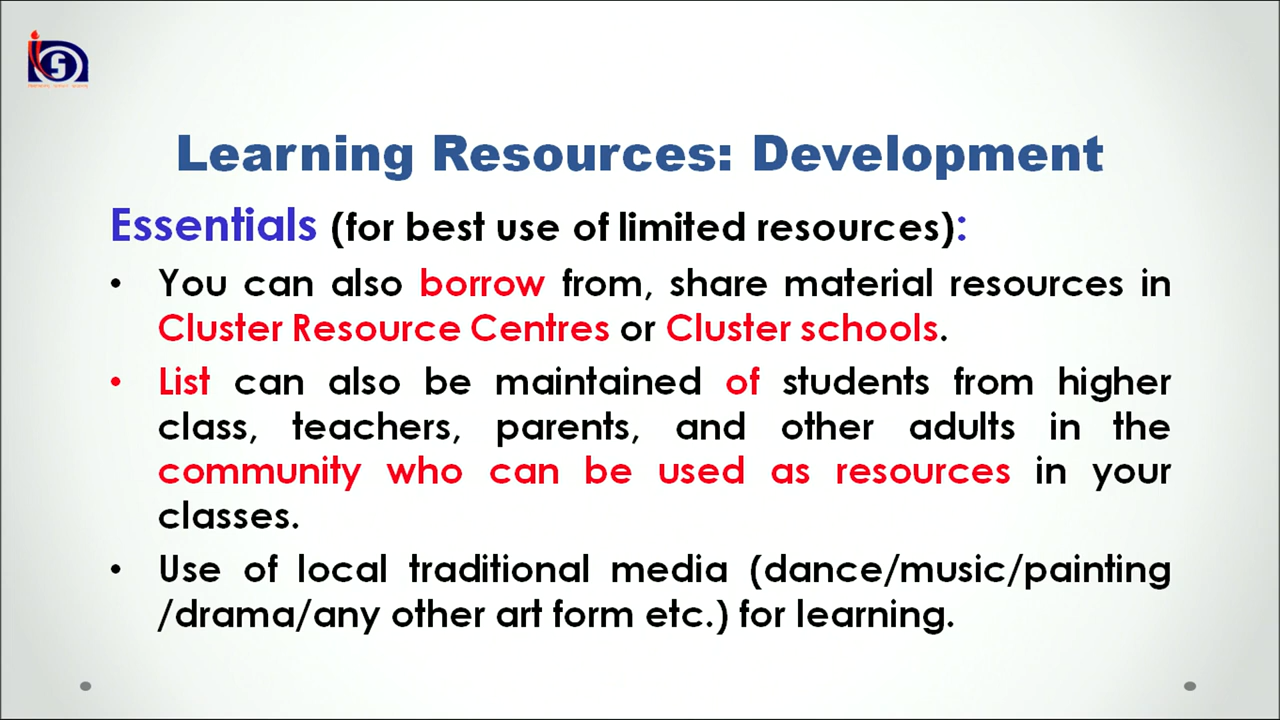 Learning Resources: Development
Essentials (for best use of limited resources):
• You can also borrow from, share material resources in
Cluster Resource Centres or Cluster schools.
• List can also be maintained of students from higher
class, teachers, parents, and other adults in the
community who can be used as resources in your
classes.
• Use of local traditional media (dance/music/painting
/drama/any other art form etc.) for learning.